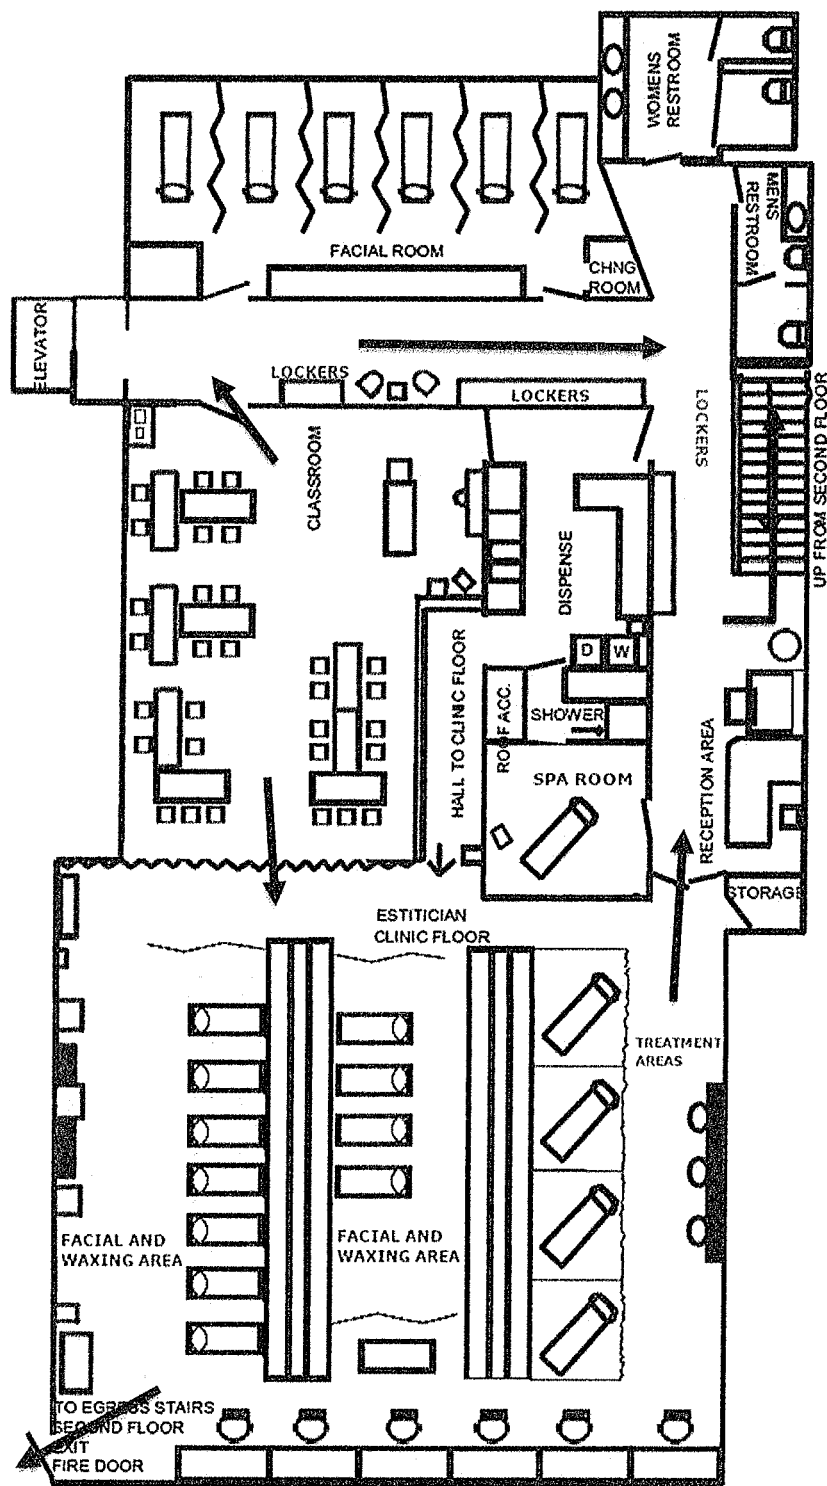 WOMENS
RESTROOM
MENS
RESTROOM
FACIAL ROOM
CHNG
ROOM
ELEVATOR
LOCKERS
LOCKERS
LOCKERS
CLASSROOM
UP FROM SECOND FLOOR
DISPENSE
D
W
HALL TO CLINIC FLOOR
ROOF ACC.
SHOWER
SPA ROOM
RECEPTION AREA
STORAGE
ESTITICIAN
CLINIC FLOOR
TREATMENT
AREAS
FACIAL AND
WAXING AREA
FACIAL AND
WAXING AREA
TO EGRESS STAIRS
SECOND FLOOR
EXIT
FIRE DOOR